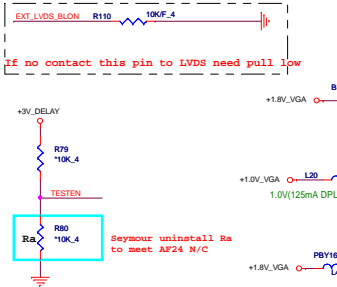 EXT_LVDS_BLON R110 10K/F_4
If no contact this pin to LVDS need pull low
+3V_DELAY
B
+1.8V_VGA
R79
*10K_4
TESTEN
+1.0V_VGA L20
1.0V(125mA DPL
Ra R80
*10K_4
Seymour uninstall Ra
to meet AF24 N/C
PBY16
+1.8V_VGA